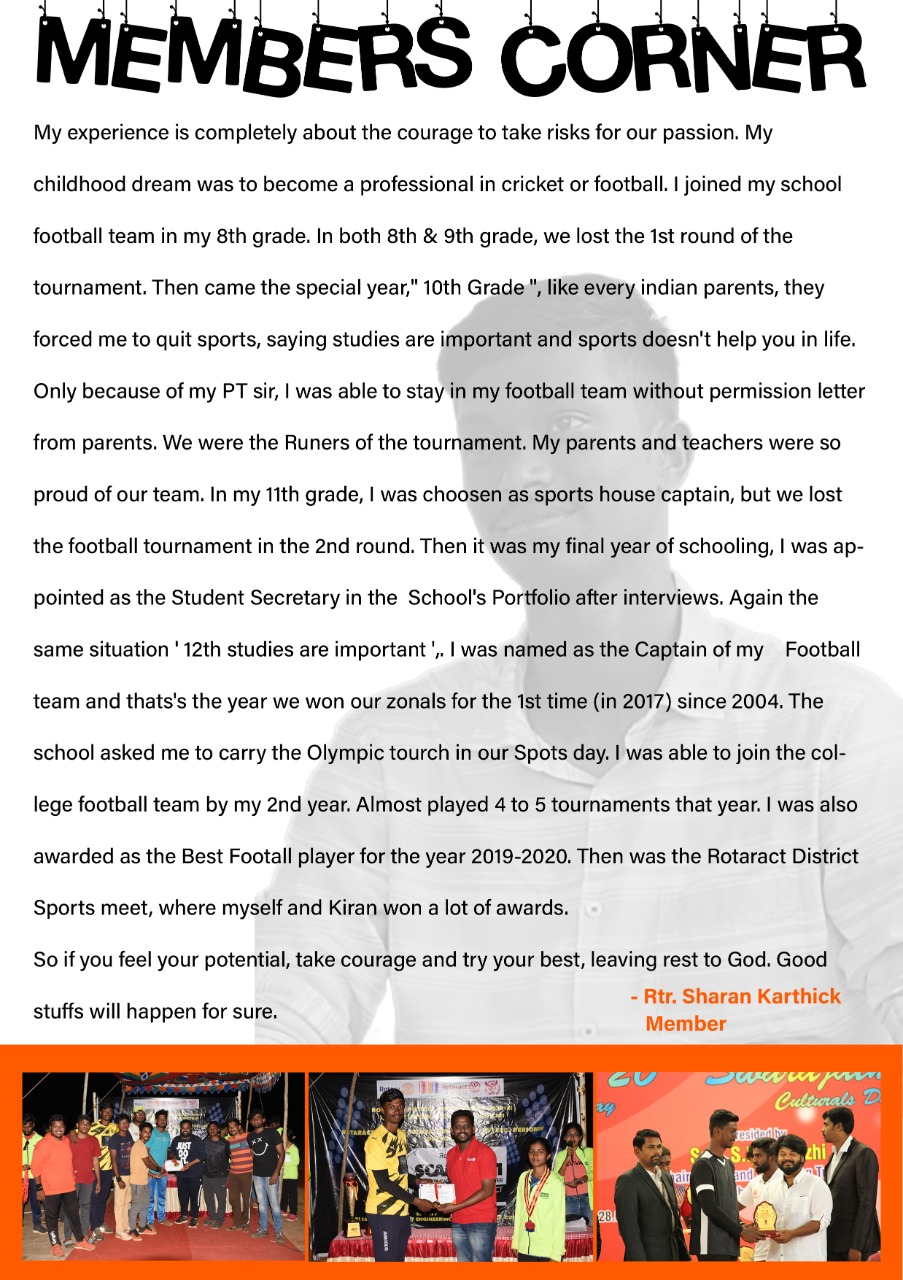 MEMBERS CORNER
My experience is completely about the courage to take risks for our passion. My
childhood dream was to become a professional in cricket or football. I joined my school
football team in my 8th grade. In both 8th & 9th grade, we lost the 1st round of the
tournament. Then came the special year," 10th Grade ", like every indian parents, they
forced me to quit sports, saying studies are important and sports doesn't help you in life.
Only because of my PT sir, I was able to stay in my football team without permission letter
from parents. We were the Runers of the tournament. My parents and teachers were so
proud of our team. In my 11th grade, I was choosen as sports house captain, but we lost
the football tournament in the 2nd round. Then it was my final year of schooling, I was ap-
pointed as the Student Secretary in the  School's Portfolio after interviews. Again the
same situation ' 12th studies are important ',. I was named as the Captain of my    Football
team and thats's the year we won our zonals for the 1st time (in 2017) since 2004. The
school asked me to carry the Olympic tourch in our Spots day. I was able to join the col-
lege football team by my 2nd year. Almost played 4 to 5 tournaments that year. I was also
awarded as the Best Footall player for the year 2019-2020. Then was the Rotaract District
Sports meet, where myself and Kiran won a lot of awards.
So if you feel your potential, take courage and try your best, leaving rest to God. Good
stuffs will happen for sure.
- Rtr. Sharan Karthick
Member
JUST
DO
IT
Culturals D